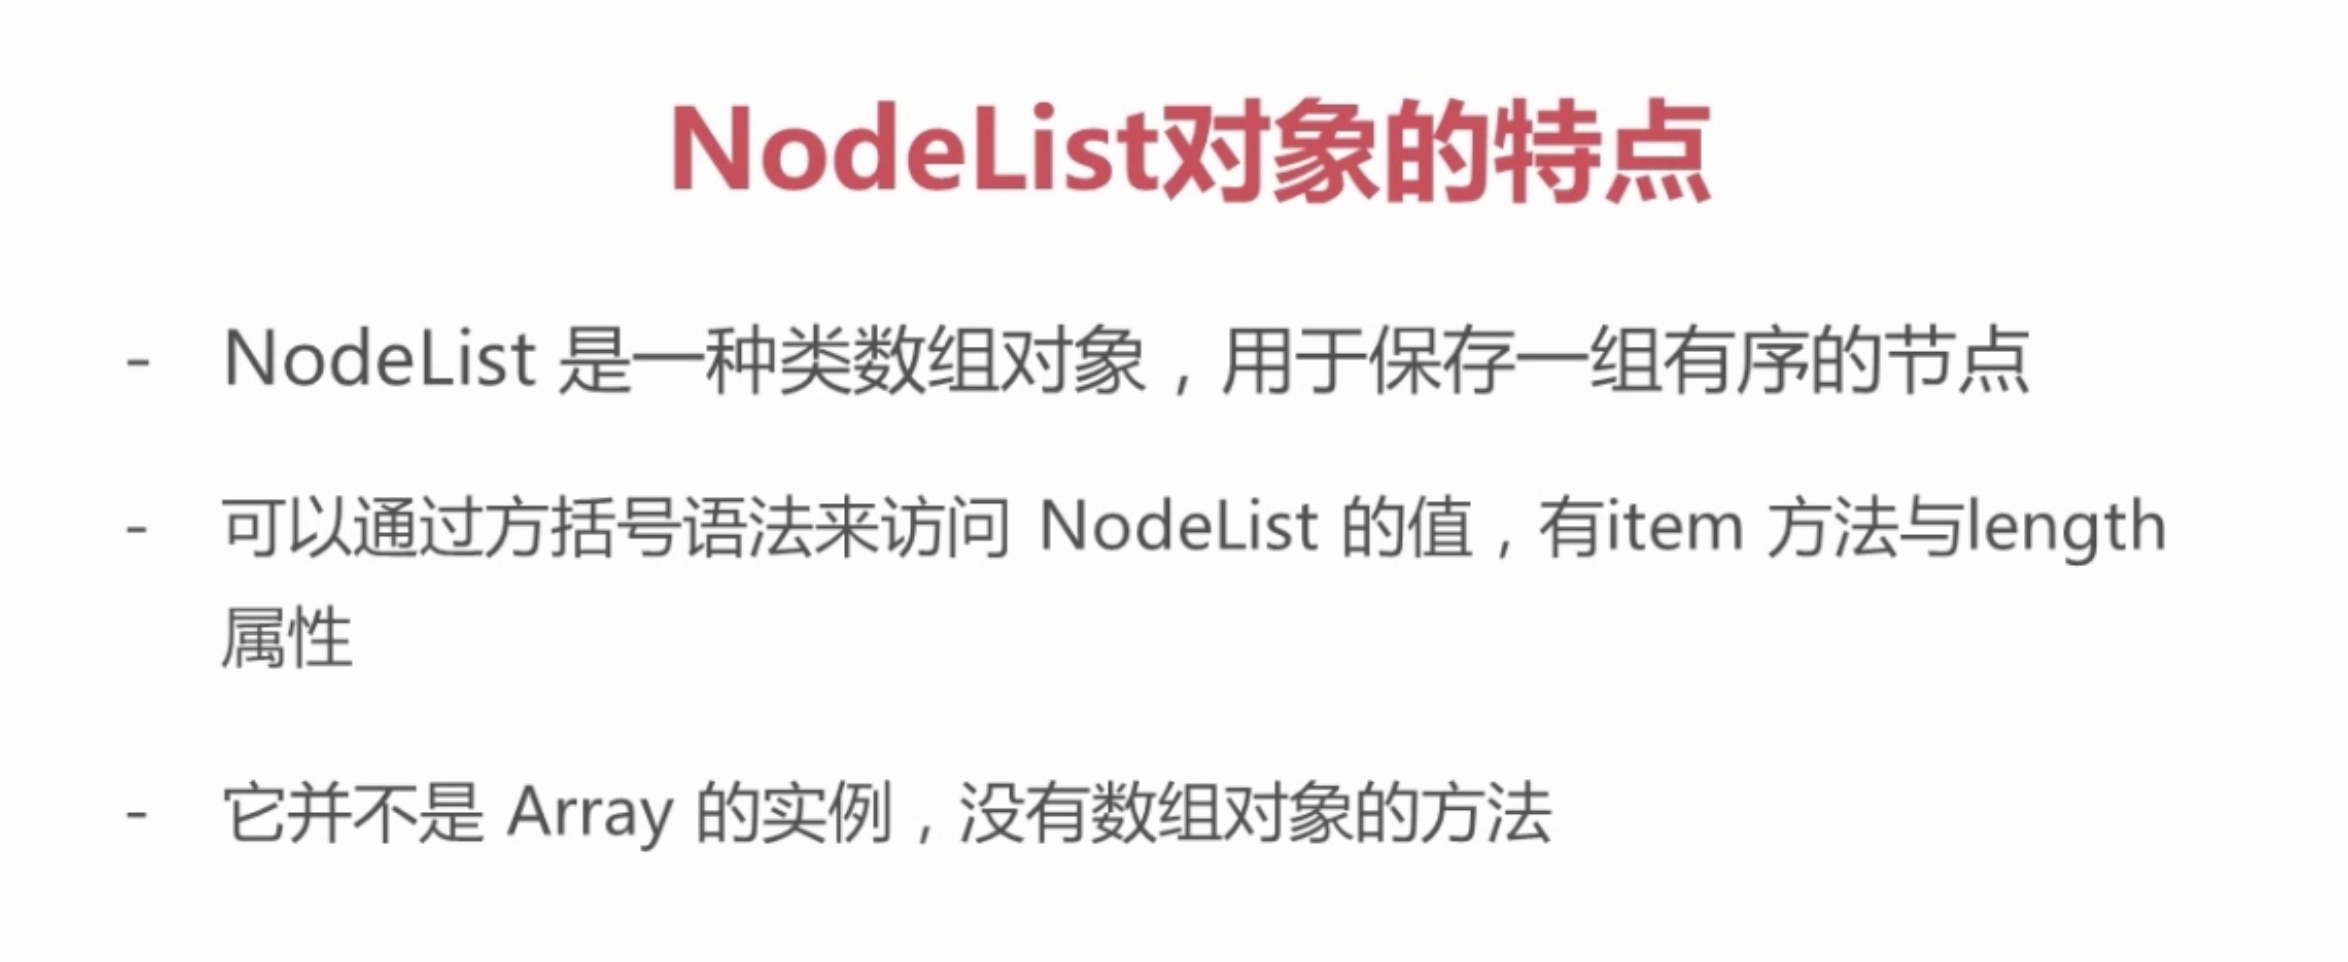 NodeList对象的特点
- NodeList 是一种类数组对象，用于保存一组有序的节点
- 可以通过方括号语法来访问 NodeList 的值，有item 方法与length
属性
- 它并不是 Array 的实例，没有数组对象的方法